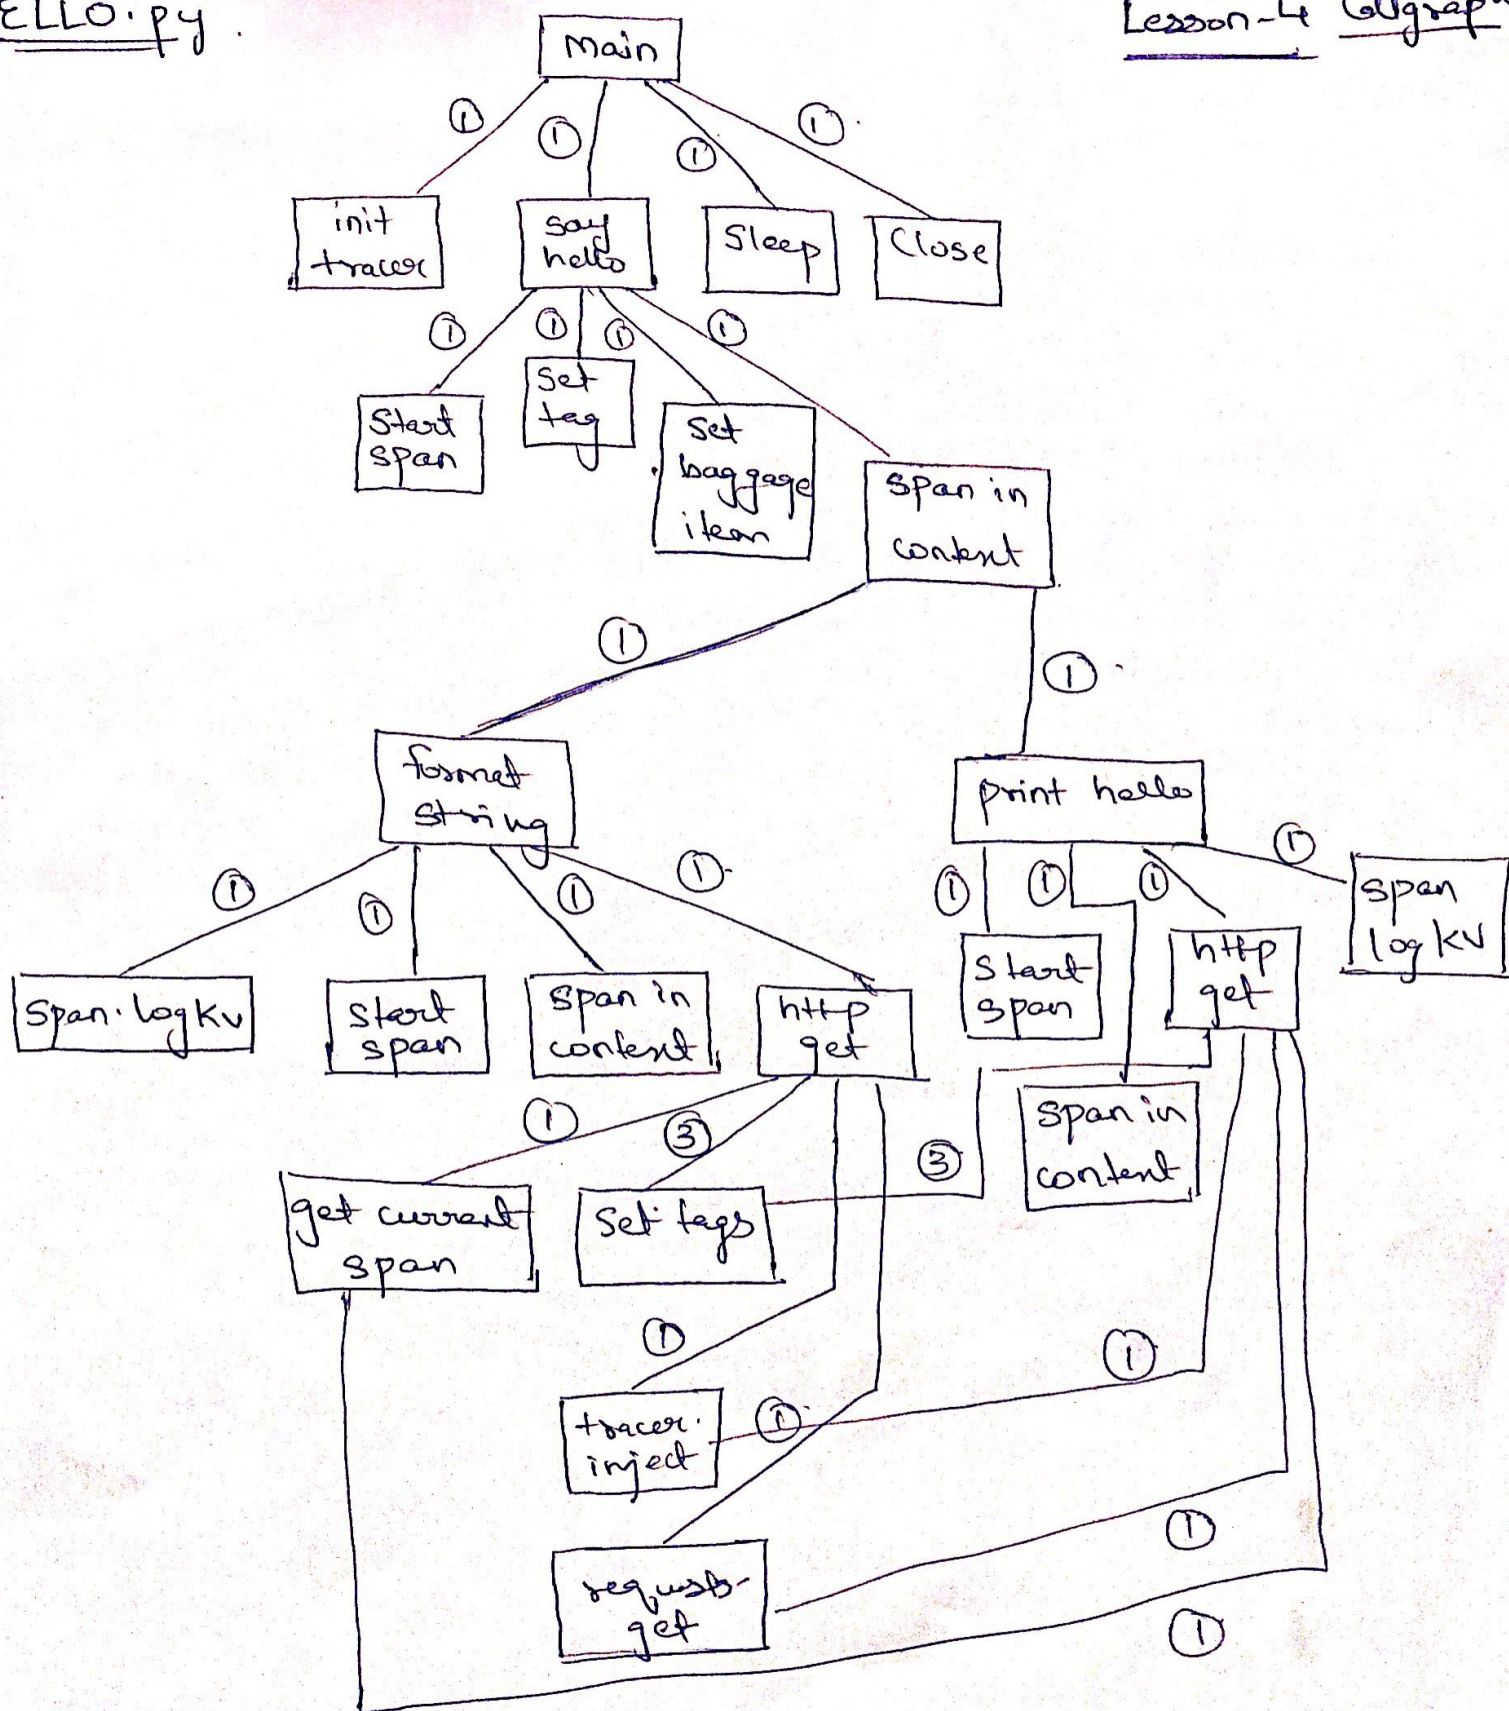 ELLO.py.
Lesson-4 Callgrap
main
① ① ① ①
init
tracer
say
hello
Sleep
Close
① ① ① ①
Start
span
Set
tag
Set
baggage
item
Span in
context
①
①
format
string
print hello
① ① ① ①
① ① ① ①
Span.logKv
start
span
Span in
context
http
get
Start
span
http
get
span
log KV
① ③
③
Span in
context
get current
span
Set tags
①
①
①
tracer.
inject
①
requests-
get
①